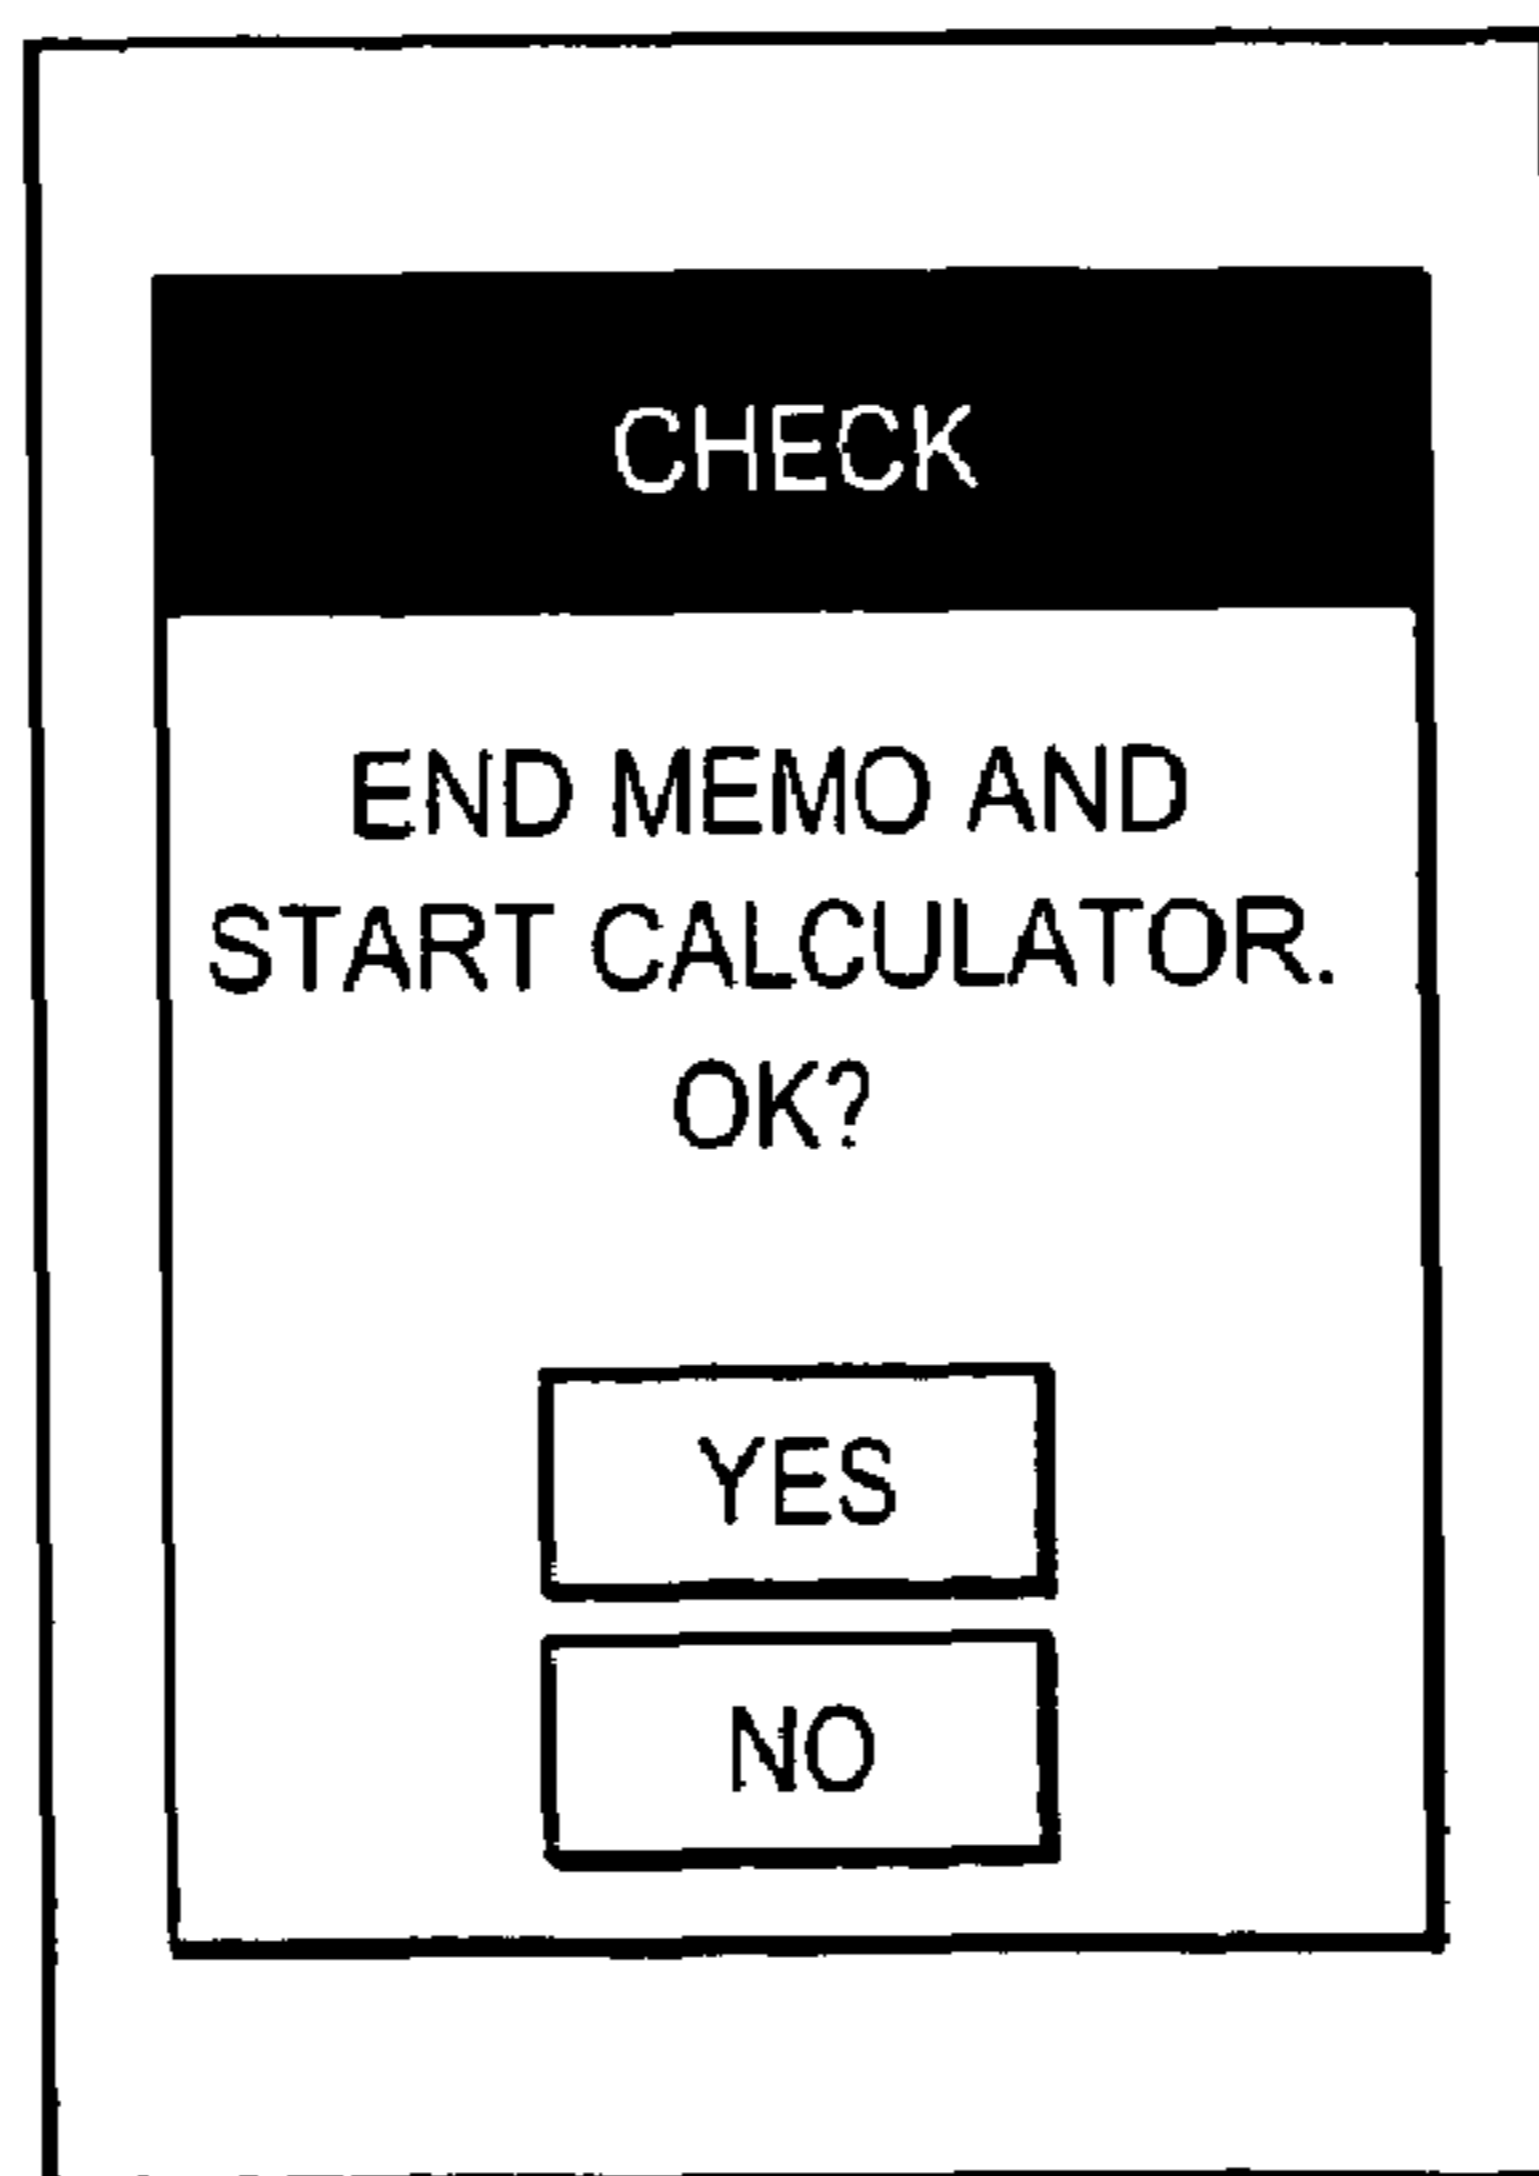 CHECK
END MEMO AND
START CALCULATOR.
OK?
YES
NO